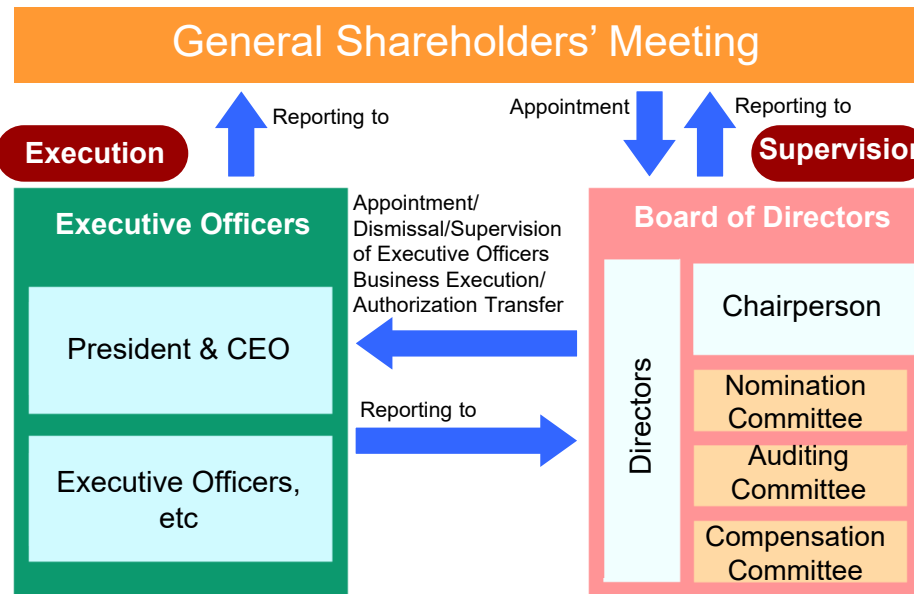 General Shareholders’ Meeting
Reporting to
Appointment
Reporting to
Execution
Supervision
Executive Officers
President & CEO
Executive Officers,
etc
Appointment/
Dismissal/Supervision
of Executive Officers
Business Execution/
Authorization Transfer
Reporting to
Board of Directors
Directors
Chairperson
Nomination
Committee
Auditing
Committee
Compensation
Committee